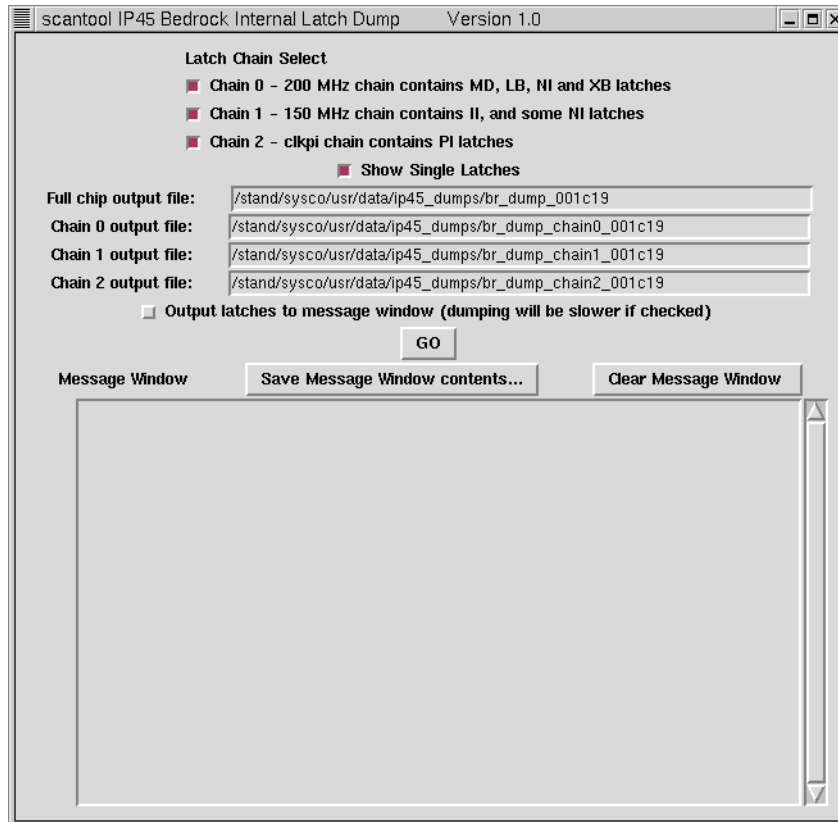 scantool IP45 Bedrock Internal Latch Dump Version 1.0
Latch Chain Select
Chain 0 - 200 MHz chain contains MD, LB, NI and XB latches
Chain 1 - 150 MHz chain contains II, and some NI latches
Chain 2 - clkpi chain contains PI latches
Show Single Latches
Full chip output file: /stand/sysco/usr/data/ip45_dumps/br_dump_001c19
Chain 0 output file: /stand/sysco/usr/data/ip45_dumps/br_dump_chain0_001c19
Chain 1 output file: /stand/sysco/usr/data/ip45_dumps/br_dump_chain1_001c19
Chain 2 output file: /stand/sysco/usr/data/ip45_dumps/br_dump_chain2_001c19
Output latches to message window (dumping will be slower if checked)
GO
Message Window Save Message Window contents... Clear Message Window